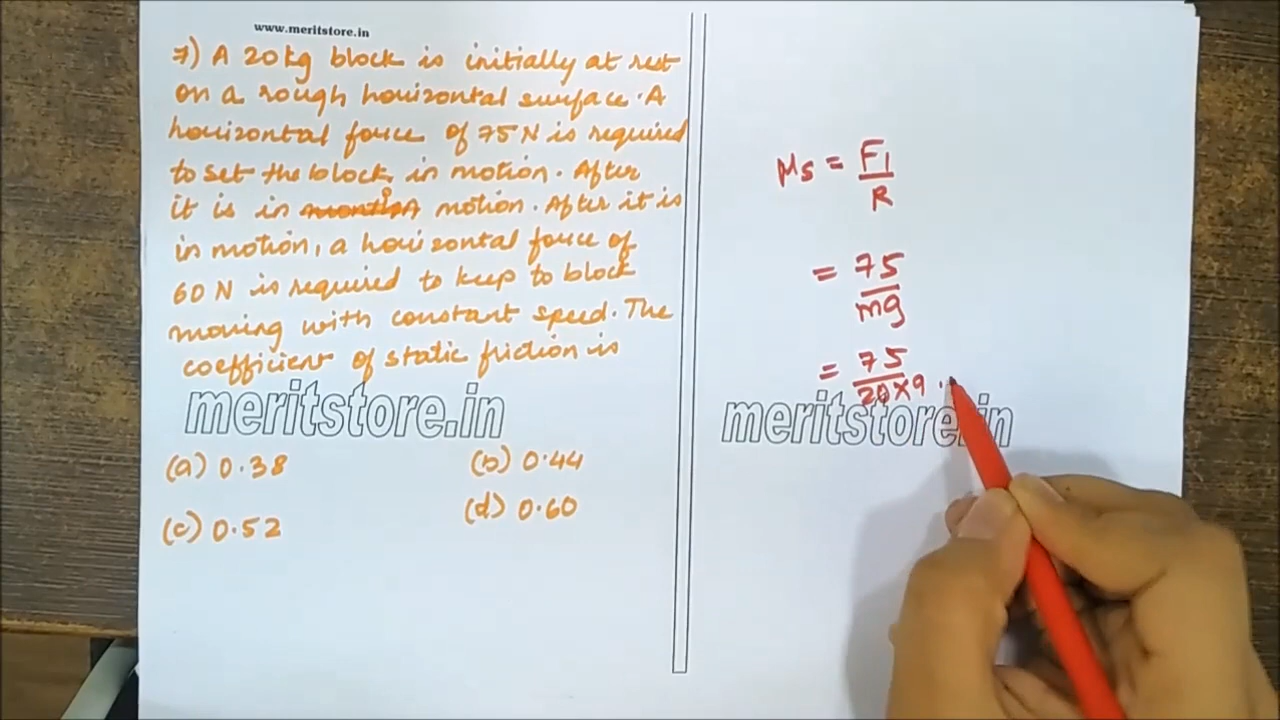 www.meritstore.in
7) A 20kg block is initially at rest
on a rough horizontal surface. A
horizontal force of 75N is required
to set the block in motion. After
it is in motion. After it is
in motion, a horizontal force of
60 N is required to keep to block
moving with constant speed. The
coefficient of static friction is
meritstore.in
(a) 0.38 (b) 0.44
(c) 0.52 (d) 0.60
μs = F1
R
= 75
mg
= 75
20×9.
meritstore.in